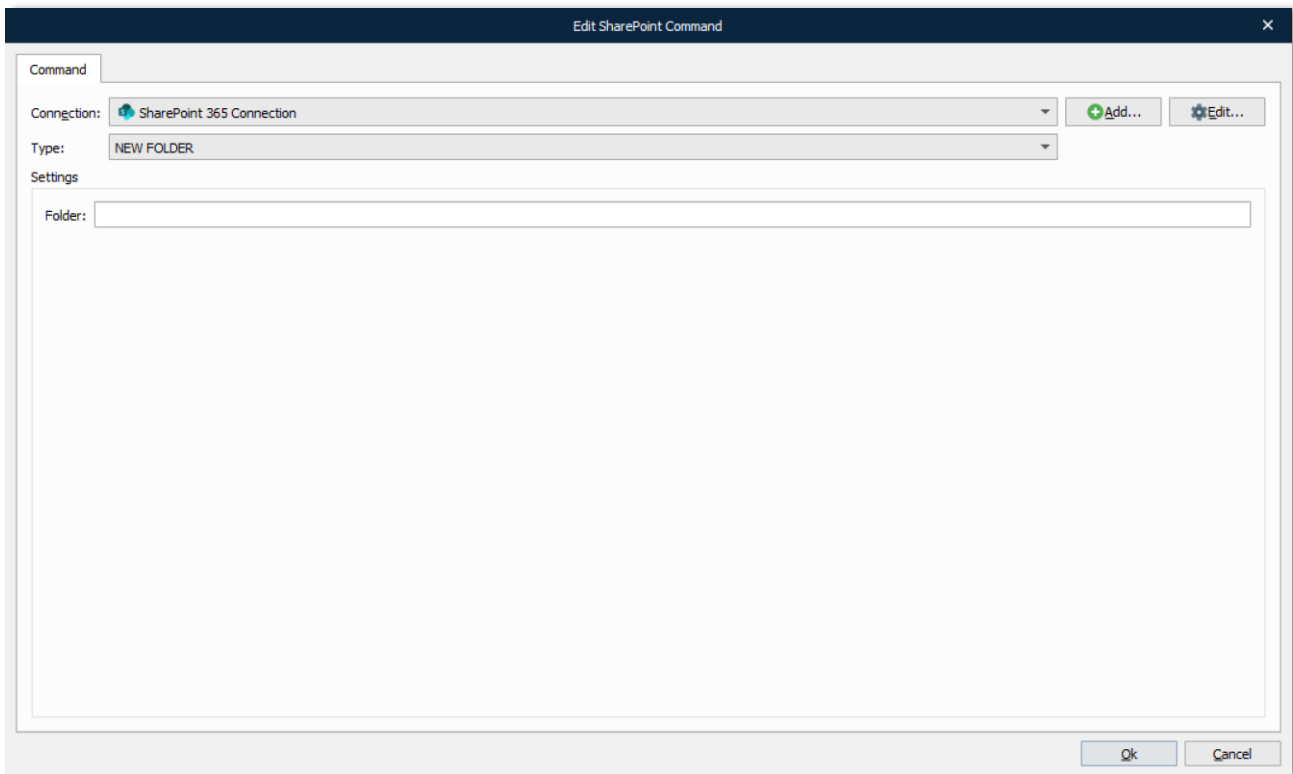 Edit SharePoint Command
Command
Connection: SharePoint 365 Connection Add... Edit...
Type: NEW FOLDER
Settings
Folder:
Ok Cancel